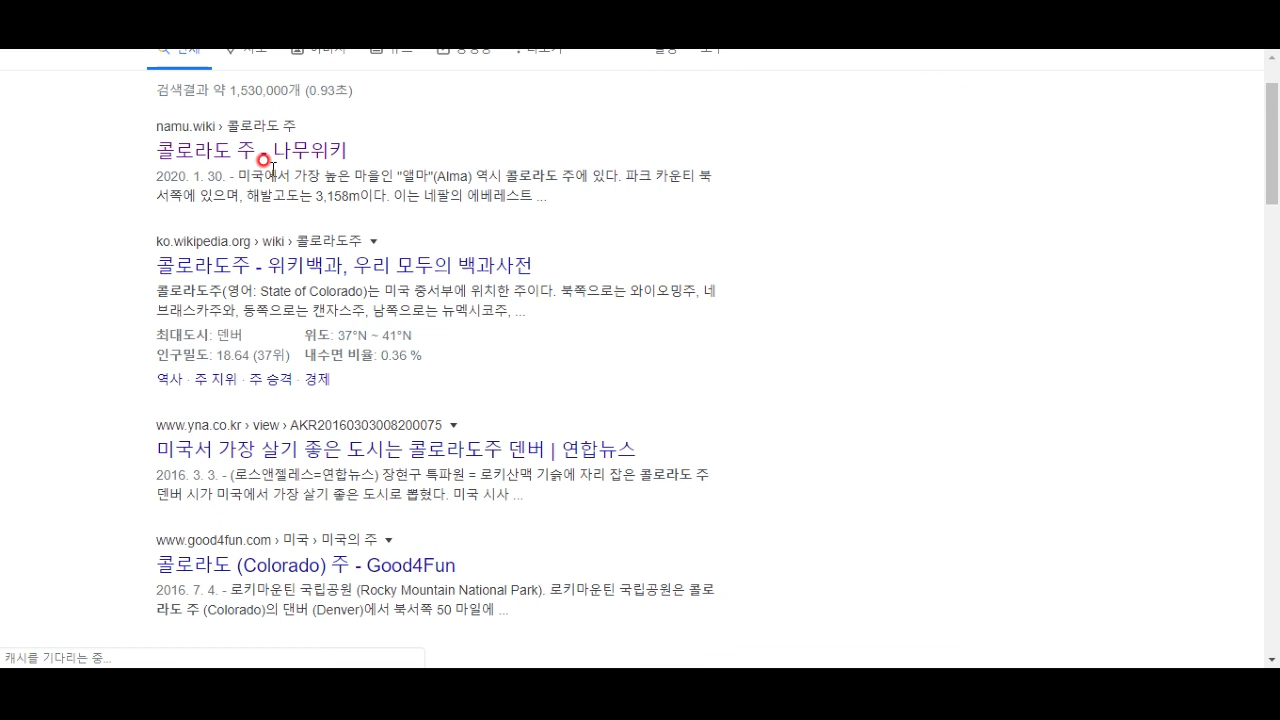 검색결과 약 1,530,000개 (0.93초)
namu.wiki › 콜로라도 주
콜로라도 주 - 나무위키
2020. 1. 30. - 미국에서 가장 높은 마을인 "앨마"(Alma) 역시 콜로라도 주에 있다. 파크 카운티 북
서쪽에 있으며, 해발고도는 3,158m이다. 이는 네팔의 에베레스트 ...
ko.wikipedia.org › wiki › 콜로라도주
콜로라도주 - 위키백과, 우리 모두의 백과사전
콜로라도주(영어: State of Colorado)는 미국 중서부에 위치한 주이다. 북쪽으로는 와이오밍주, 네
브래스카주와, 동쪽으로는 캔자스주, 남쪽으로는 뉴멕시코주, ...
최대도시: 덴버 위도: 37°N ~ 41°N
인구밀도: 18.64 (37위) 내수면 비율: 0.36 %
역사 · 주 지위 · 주 승격 · 경제
www.yna.co.kr › view › AKR20160303008200075
미국서 가장 살기 좋은 도시는 콜로라도주 덴버 | 연합뉴스
2016. 3. 3. - (로스앤젤레스=연합뉴스) 장현구 특파원 = 로키산맥 기슭에 자리 잡은 콜로라도 주
덴버 시가 미국에서 가장 살기 좋은 도시로 뽑혔다. 미국 시사 ...
www.good4fun.com › 미국 › 미국의 주
콜로라도 (Colorado) 주 - Good4Fun
2016. 7. 4. - 로키마운틴 국립공원 (Rocky Mountain National Park). 로키마운틴 국립공원은 콜로
라도 주 (Colorado)의 댄버 (Denver)에서 북서쪽 50 마일에 ...
캐시를 기다리는 중...